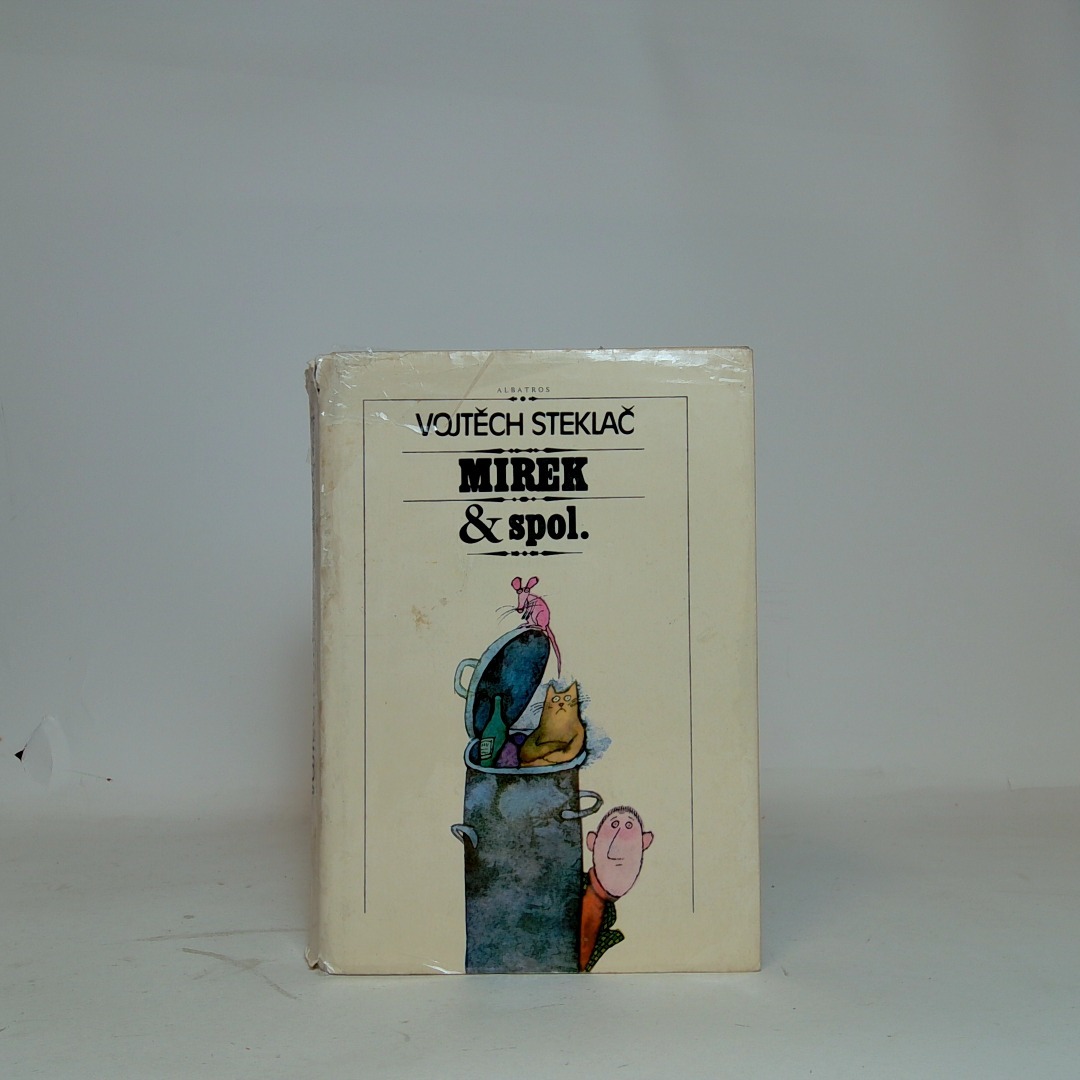 ALBATROS
VOJTĚCH STEKLAČ
MIREK
& spol.